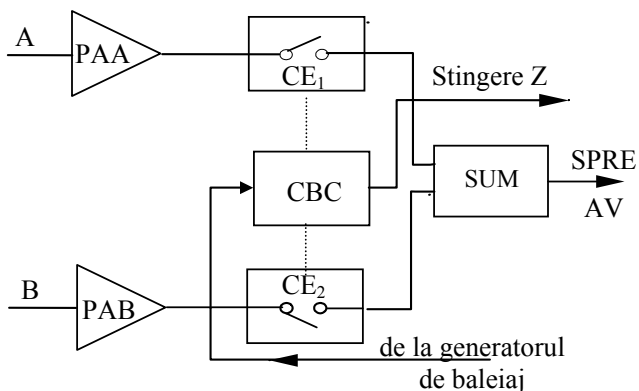 A
PAA
CE₁
Stingere Z
CBC
SUM
SPRE
AV
B
PAB
CE₂
de la generatorul
de baleiaj